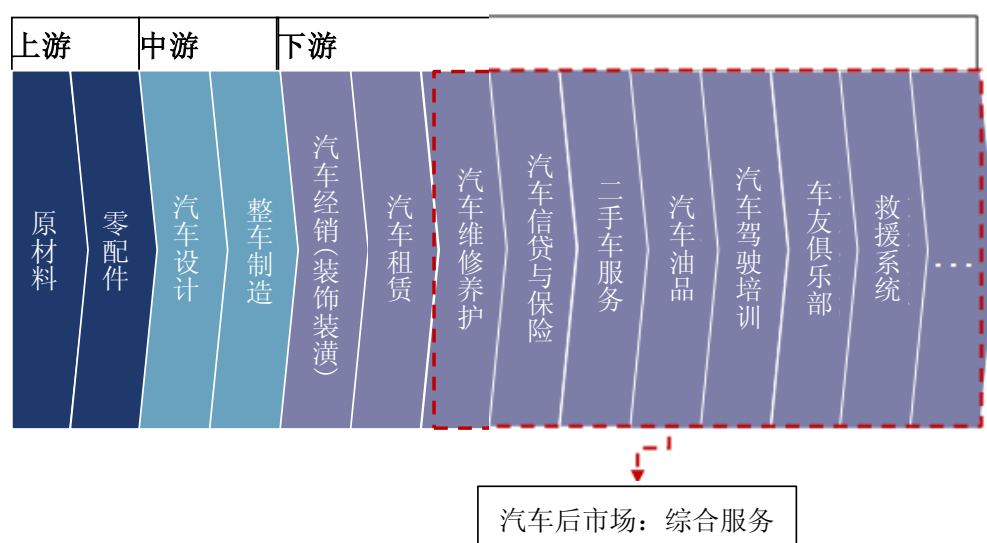 上游
中游
下游
原材料
零配件
汽车设计
整车制造
汽车经销(装饰装潢)
汽车租赁
汽车维修养护
汽车信贷与保险
二手车服务
汽车油品
汽车驾驶培训
车友俱乐部
救援系统
····
汽车后市场：综合服务